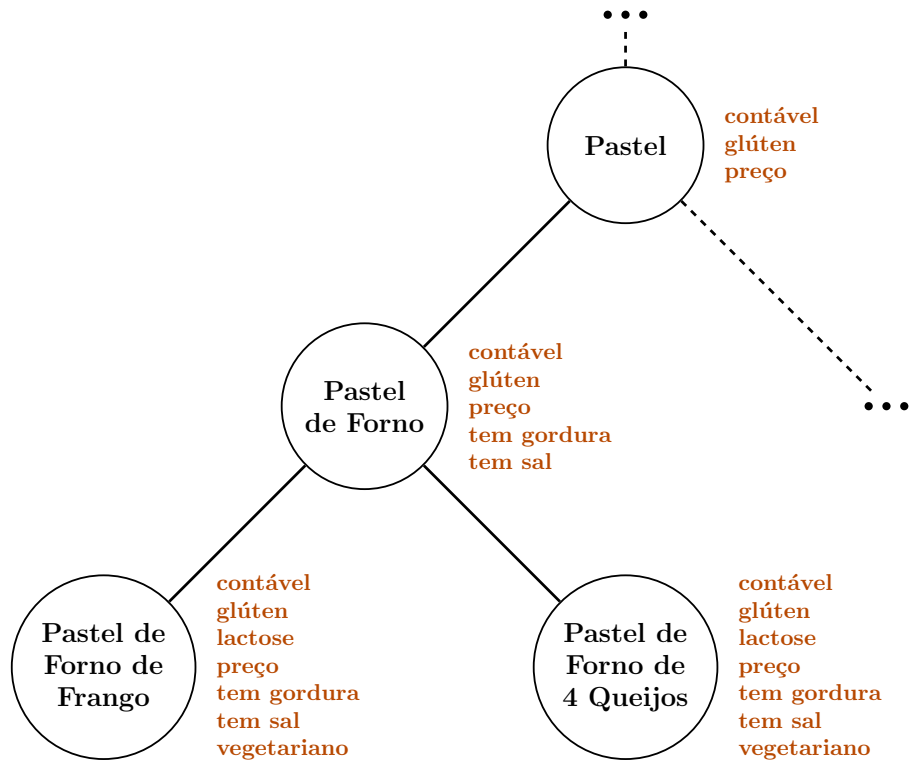 Pastel
contável
glúten
preço
Pastel
de Forno
contável
glúten
preço
tem gordura
tem sal
Pastel de
Forno de
Frango
contável
glúten
lactose
preço
tem gordura
tem sal
vegetariano
Pastel de
Forno de
4 Queijos
contável
glúten
lactose
preço
tem gordura
tem sal
vegetariano